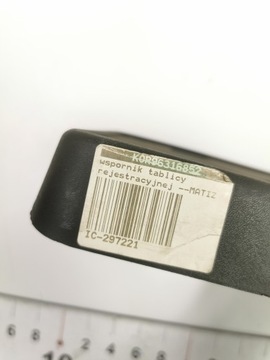 KOR96316852
wspornik tablicy
rejestracyjnej --MATIZ
IC-297221